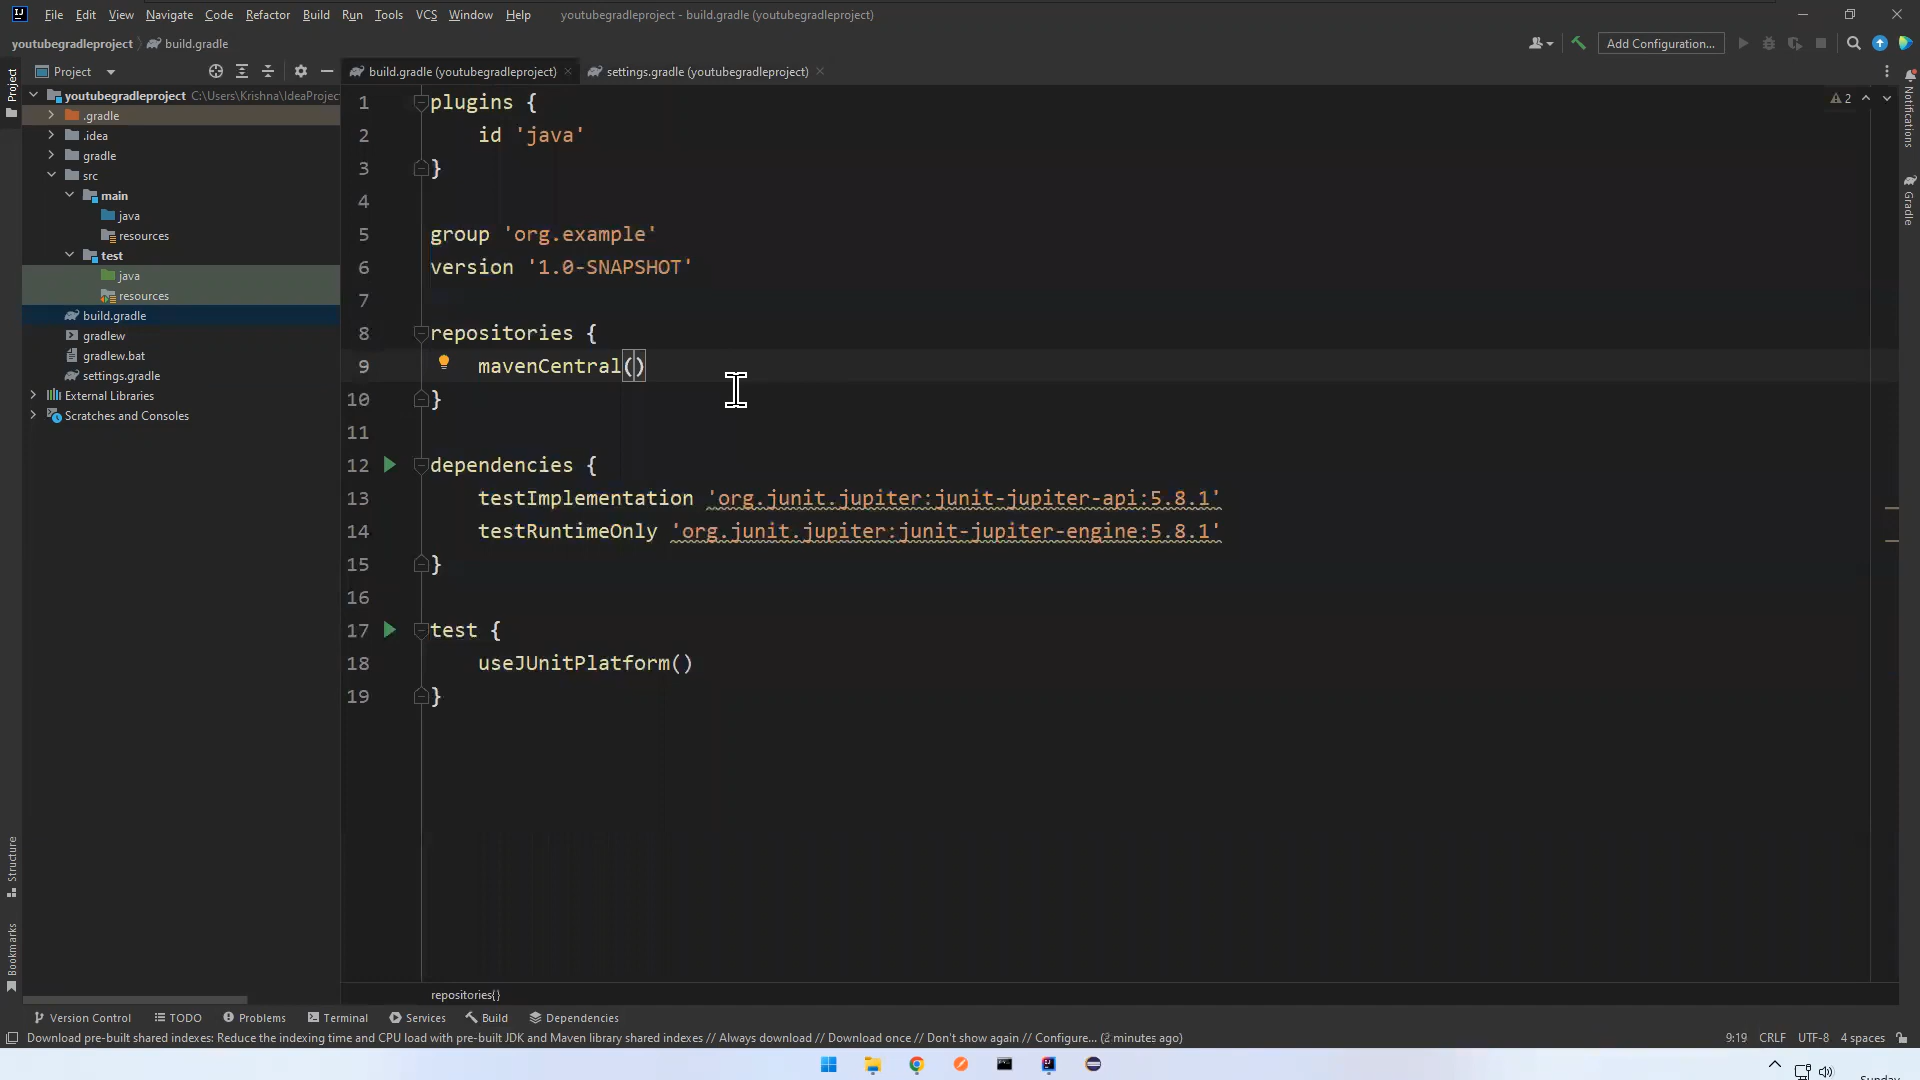 File Edit View Navigate Code Refactor Build Run Tools VCS Window Help youtubegradleproject - build.gradle (youtubegradleproject)
youtubegradleproject build.gradle Add Configuration...
Project build.gradle (youtubegradleproject) settings.gradle (youtubegradleproject)
Project
youtubegradleproject C:\Users\Krishna\IdeaProjec
.gradle
.idea
gradle
src
main
java
resources
test
java
resources
build.gradle
gradlew
gradlew.bat
settings.gradle
External Libraries
Scratches and Consoles
1 plugins {
2 id 'java'
3 }
4
5 group 'org.example'
6 version '1.0-SNAPSHOT'
7
8 repositories {
9 mavenCentral()
10 }
11
12 dependencies {
13 testImplementation 'org.junit.jupiter:junit-jupiter-api:5.8.1'
14 testRuntimeOnly 'org.junit.jupiter:junit-jupiter-engine:5.8.1'
15 }
16
17 test {
18 useJUnitPlatform()
19 }
2
Notifications
Gradle
Structure
Bookmarks
repositories{}
Version Control TODO Problems Terminal Services Build Dependencies
Download pre-built shared indexes: Reduce the indexing time and CPU load with pre-built JDK and Maven library shared indexes // Always download // Download once // Don't show again // Configure... (2 minutes ago) 9:19 CRLF UTF-8 4 spaces
Sunday